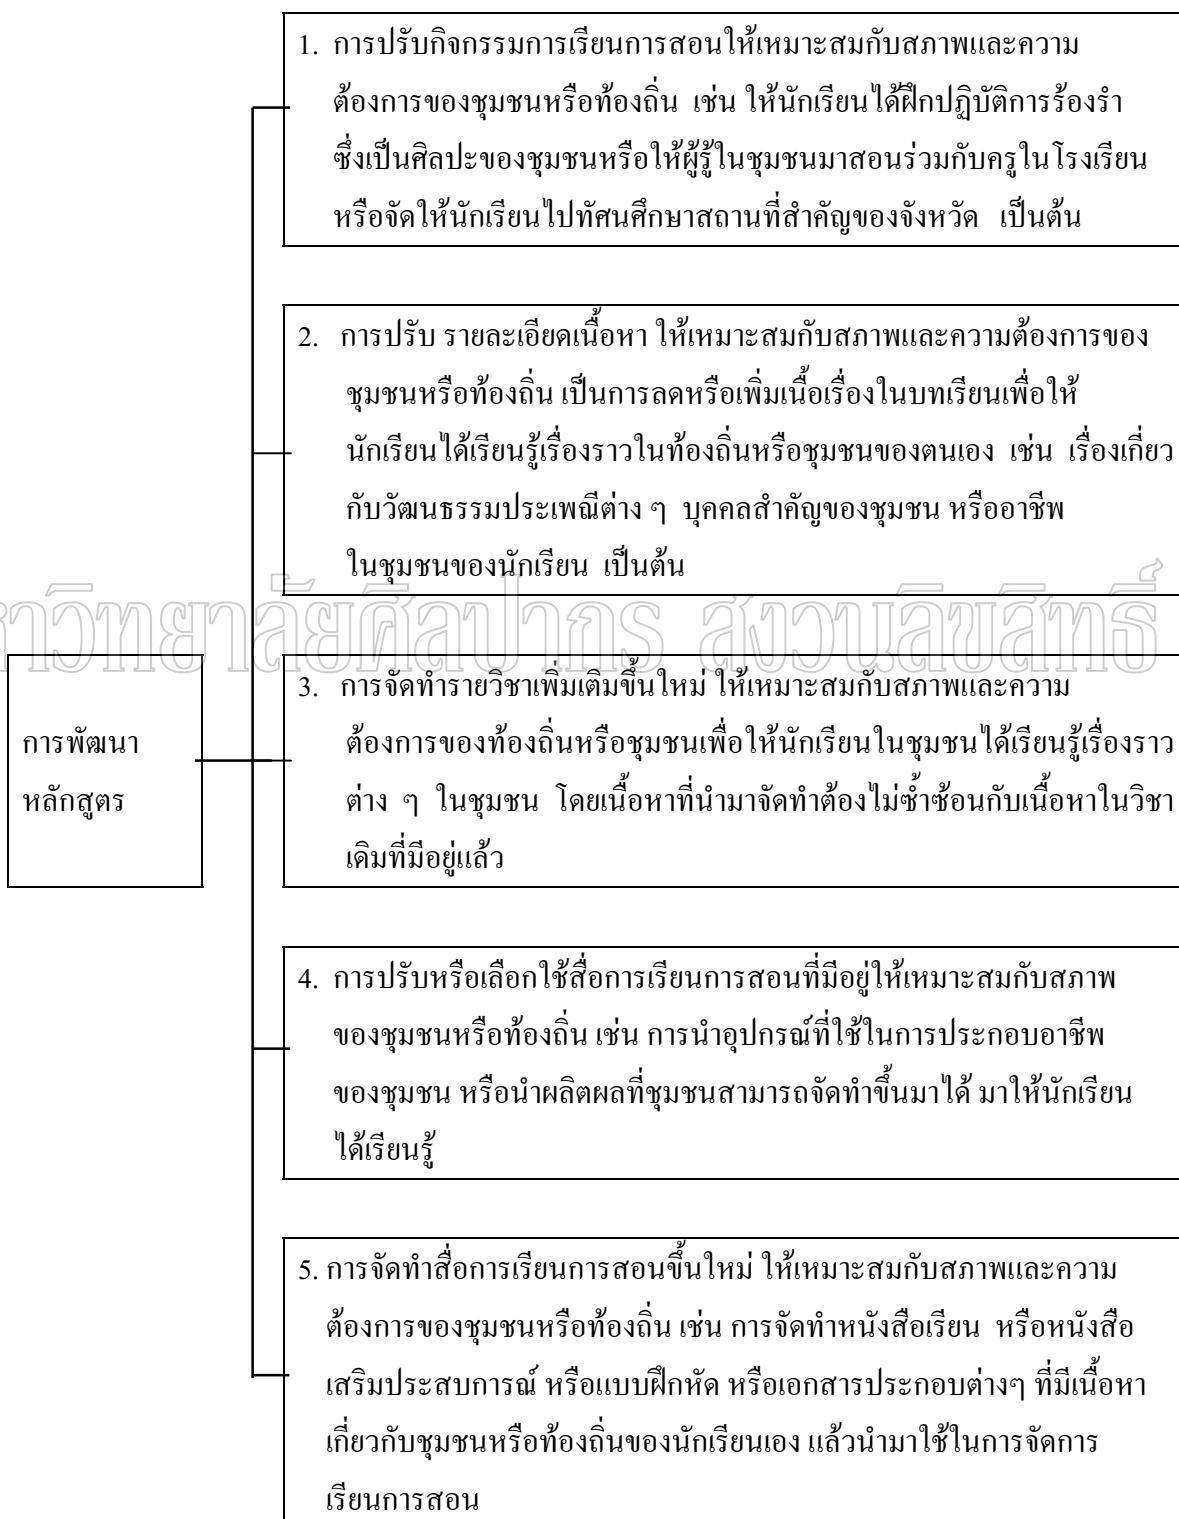 1. การปรับกิจกรรมการเรียนการสอนให้เหมาะสมกับสภาพและความ
ต้องการของชุมชนหรือท้องถิ่น เช่น ให้นักเรียนได้ฝึกปฏิบัติการร้องรำ
ซึ่งเป็นศิลปะของชุมชนหรือให้ผู้รู้ในชุมชนมาสอนร่วมกับครูในโรงเรียน
หรือจัดให้นักเรียนไปทัศนศึกษาสถานที่สำคัญของจังหวัด เป็นต้น
2. การปรับ รายละเอียดเนื้อหา ให้เหมาะสมกับสภาพและความต้องการของ
ชุมชนหรือท้องถิ่น เป็นการลดหรือเพิ่มเนื้อเรื่องในบทเรียนเพื่อให้
นักเรียนได้เรียนรู้เรื่องราวในท้องถิ่นหรือชุมชนของตนเอง เช่น เรื่องเกี่ยว
กับวัฒนธรรมประเพณีต่าง ๆ บุคคลสำคัญของชุมชน หรืออาชีพ
ในชุมชนของนักเรียน เป็นต้น
หาวิทยาลัยศิลปากร สงวนลิขสิทธิ์
การพัฒนา
หลักสูตร
3. การจัดทำรายวิชาเพิ่มเติมขึ้นใหม่ ให้เหมาะสมกับสภาพและความ
ต้องการของท้องถิ่นหรือชุมชนเพื่อให้นักเรียนในชุมชนได้เรียนรู้เรื่องราว
ต่าง ๆ ในชุมชน โดยเนื้อหาที่นำมาจัดทำต้องไม่ซ้ำซ้อนกับเนื้อหาในวิชา
เดิมที่มีอยู่แล้ว
4. การปรับหรือเลือกใช้สื่อการเรียนการสอนที่มีอยู่ให้เหมาะสมกับสภาพ
ของชุมชนหรือท้องถิ่น เช่น การนำอุปกรณ์ที่ใช้ในการประกอบอาชีพ
ของชุมชน หรือนำผลิตผลที่ชุมชนสามารถจัดทำขึ้นมาได้ มาให้นักเรียน
ได้เรียนรู้
5. การจัดทำสื่อการเรียนการสอนขึ้นใหม่ ให้เหมาะสมกับสภาพและความ
ต้องการของชุมชนหรือท้องถิ่น เช่น การจัดทำหนังสือเรียน หรือหนังสือ
เสริมประสบการณ์ หรือแบบฝึกหัด หรือเอกสารประกอบต่างๆ ที่มีเนื้อหา
เกี่ยวกับชุมชนหรือท้องถิ่นของนักเรียนเอง แล้วนำมาใช้ในการจัดการ
เรียนการสอน